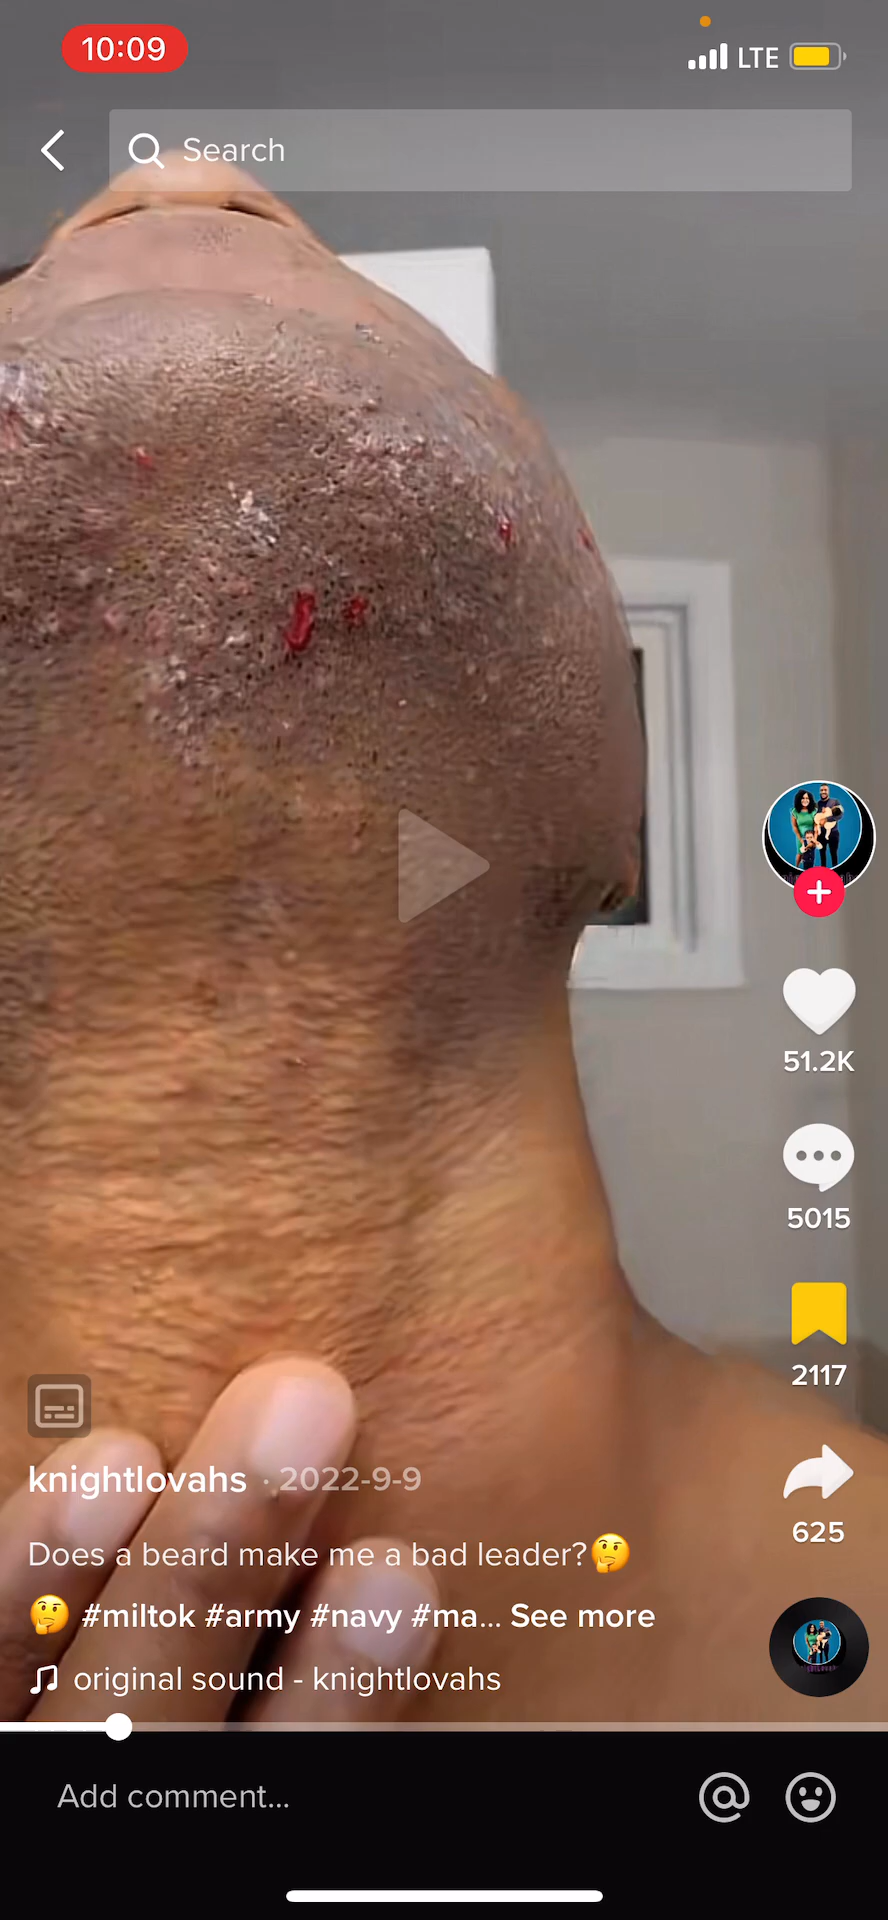 10:09
LTE
Search
51.2K
5015
2117
625
knightlovahs · 2022-9-9
Does a beard make me a bad leader?🤔
🤔 #miltok #army #navy #ma... See more
original sound - knightlovahs
Add comment...